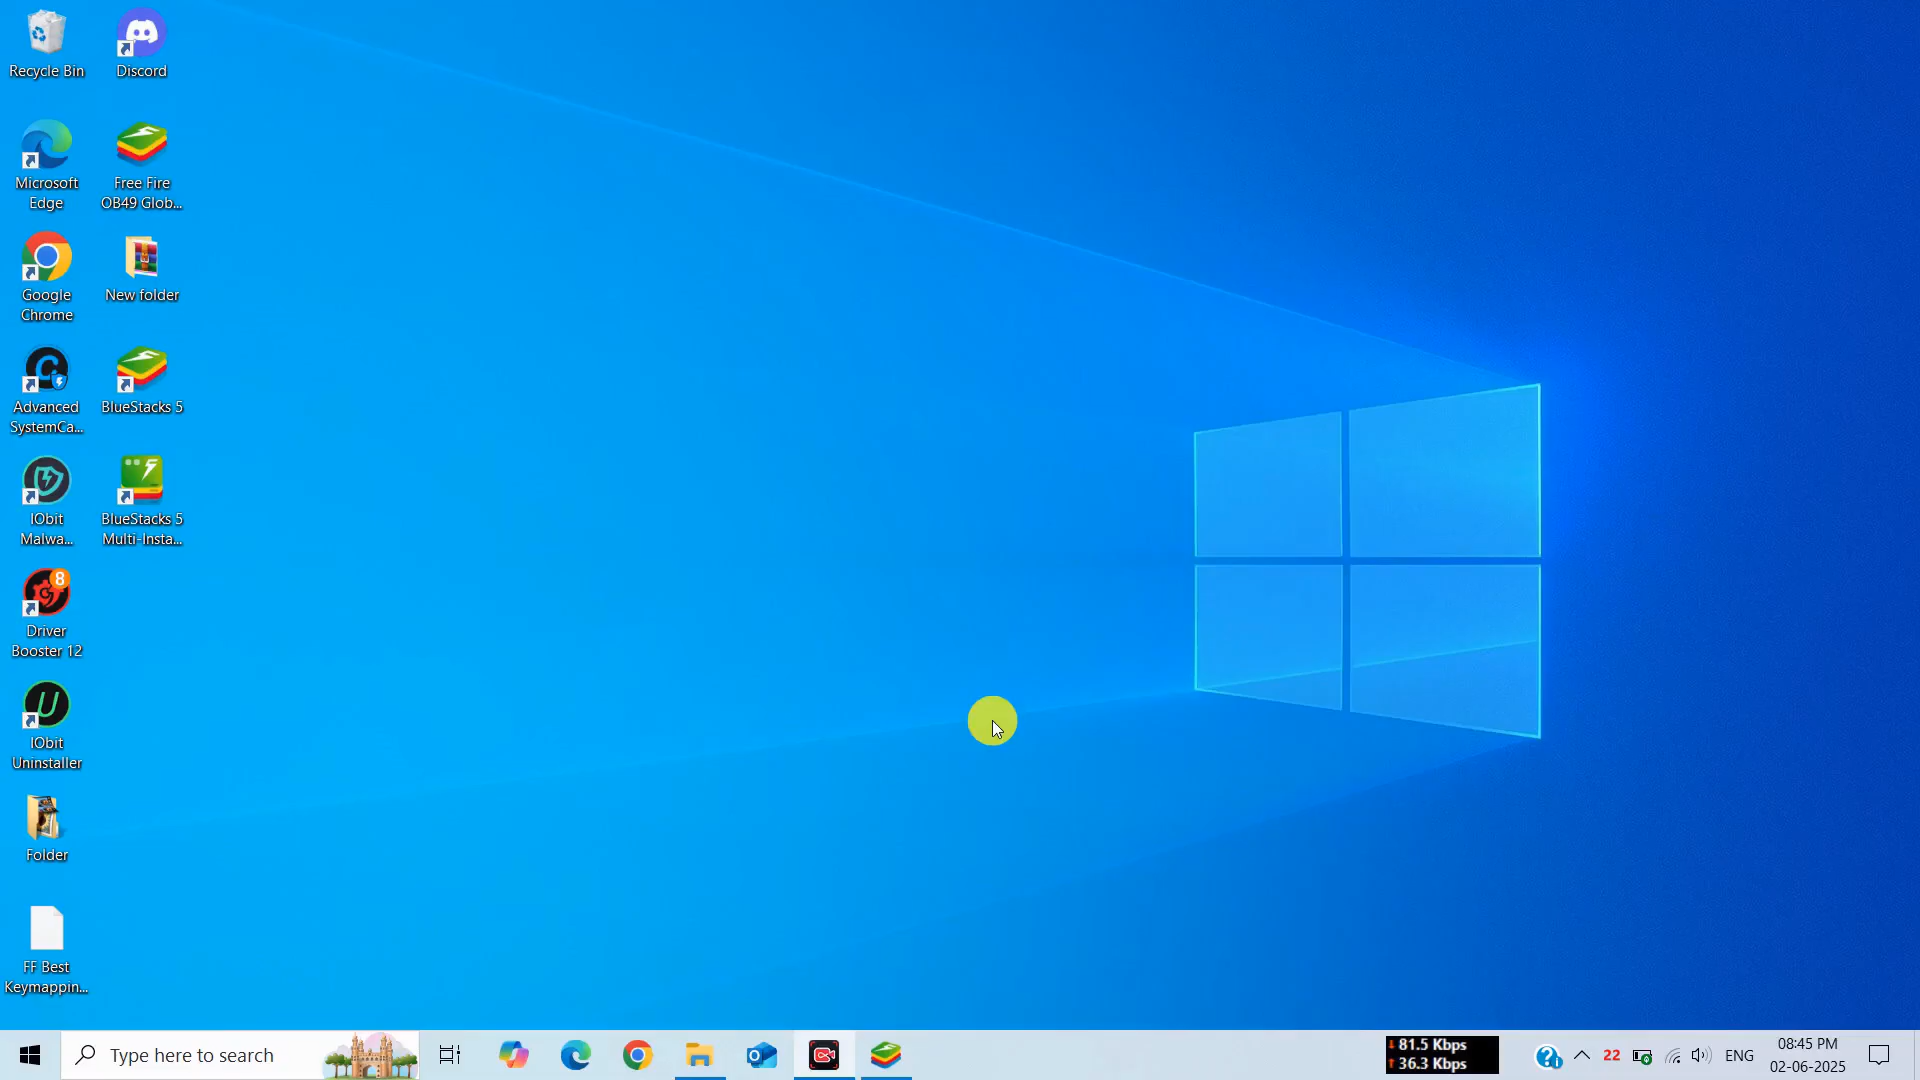 Recycle Bin
Discord
Microsoft
Edge
Free Fire
OB49 Glob...
Google
Chrome
New folder
Advanced
SystemCa...
BlueStacks 5
IObit
Malwa...
BlueStacks 5
Multi-Insta...
8
Driver
Booster 12
IObit
Uninstaller
Folder
FF Best
Keymappin...
Type here to search
81.5 Kbps
36.3 Kbps
22
ENG
08:45 PM
02-06-2025